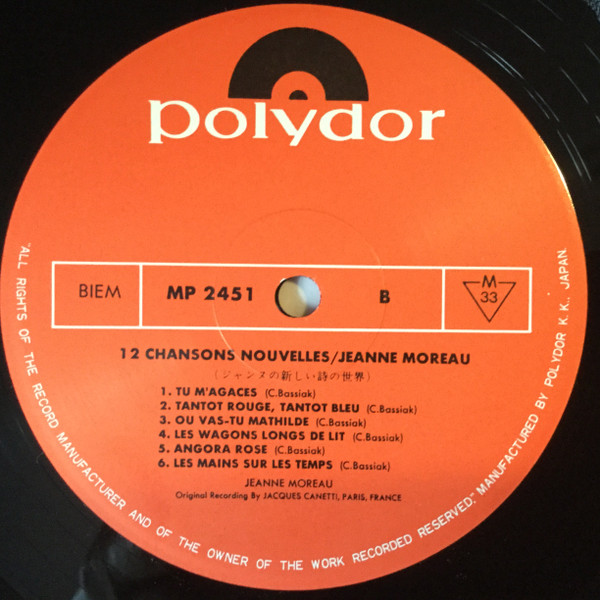 polydor
BIEM
MP 2451
B
M
33
12 CHANSONS NOUVELLES/JEANNE MOREAU
(ジャンヌの新しい詩の世界)
1. TU M'AGACES (C.Bassiak)
2. TANTOT ROUGE, TANTOT BLEU (C.Bassiak)
3. OU VAS-TU MATHILDE (C.Bassiak)
4. LES WAGONS LONGS DE LIT (C.Bassiak)
5. ANGORA ROSE (C.Bassiak)
6. LES MAINS SUR LES TEMPS (C.Bassiak)
JEANNE MOREAU
Original Recording By JACQUES CANETTI, PARIS, FRANCE
"ALL RIGHTS OF THE RECORD MANUFACTURER AND OF THE OWNER OF THE WORK RECORDED RESERVED." MANUFACTURED BY POLYDOR K.K., JAPAN.